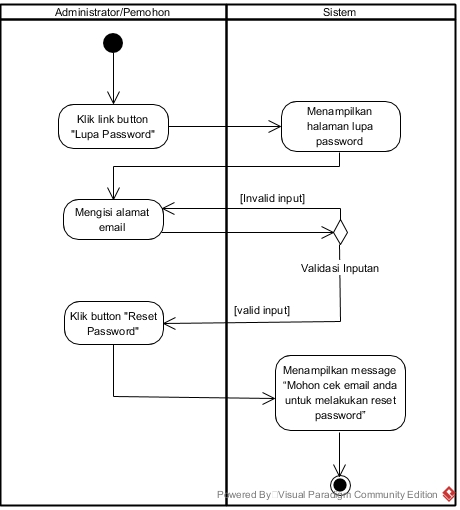 Administrator/Pemohon
Sistem
Klik link button
"Lupa Password"
Menampilkan
halaman lupa
password
Mengisi alamat
email
[Invalid input]
Validasi Inputan
[valid input]
Klik button "Reset
Password"
Menampilkan message
“Mohon cek email anda
untuk melakukan reset
password”
Powered By Visual Paradigm Community Edition